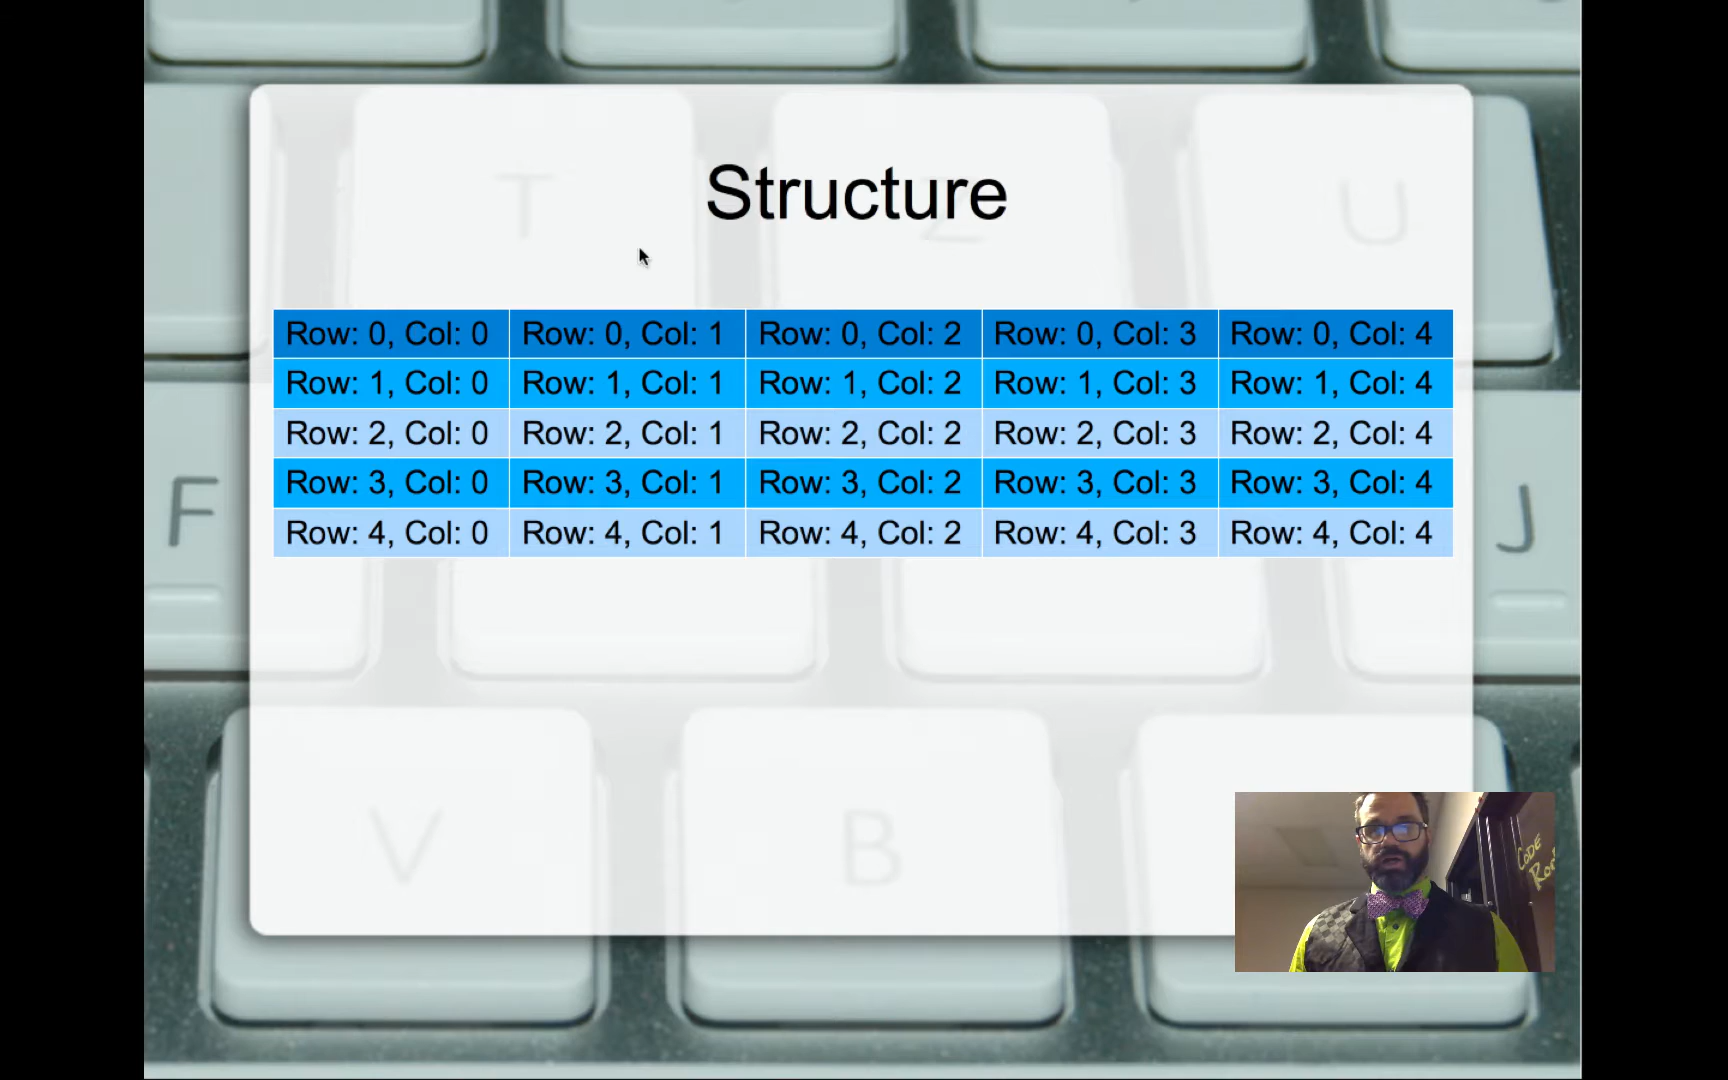 T
Z
U
Structure
Row: 0, Col: 0 Row: 0, Col: 1 Row: 0, Col: 2 Row: 0, Col: 3 Row: 0, Col: 4
Row: 1, Col: 0 Row: 1, Col: 1 Row: 1, Col: 2 Row: 1, Col: 3 Row: 1, Col: 4
Row: 2, Col: 0 Row: 2, Col: 1 Row: 2, Col: 2 Row: 2, Col: 3 Row: 2, Col: 4
Row: 3, Col: 0 Row: 3, Col: 1 Row: 3, Col: 2 Row: 3, Col: 3 Row: 3, Col: 4
Row: 4, Col: 0 Row: 4, Col: 1 Row: 4, Col: 2 Row: 4, Col: 3 Row: 4, Col: 4
F
J
V
B
CODE